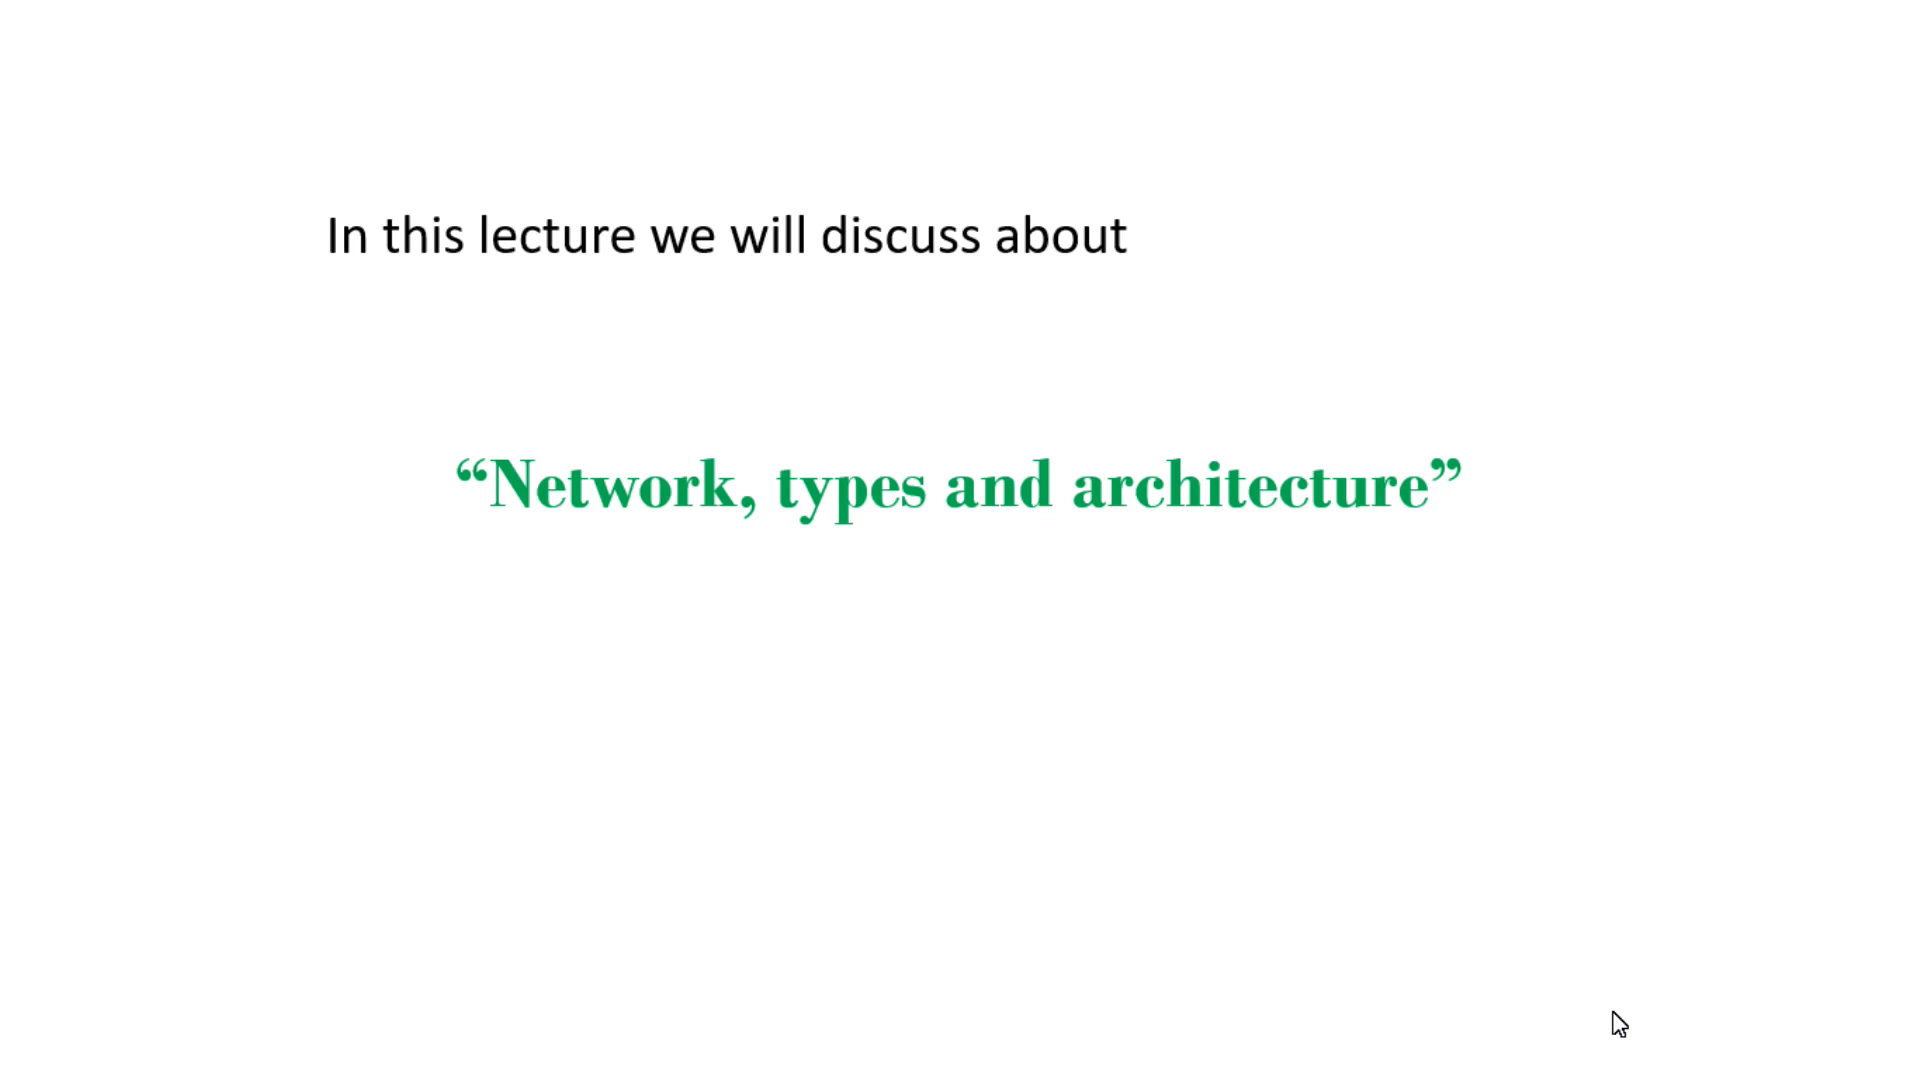 In this lecture we will discuss about
“Network, types and architecture”